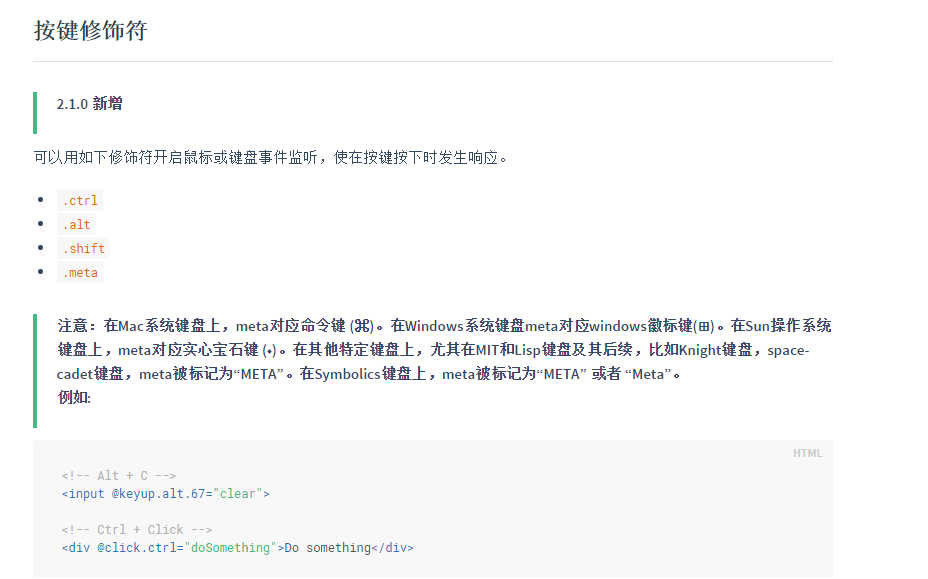 按键修饰符
2.1.0 新增
可以用如下修饰符开启鼠标或键盘事件监听，使在按键按下时发生响应。
.ctrl
.alt
.shift
.meta
注意：在Mac系统键盘上，meta对应命令键 (⌘)。在Windows系统键盘meta对应windows徽标键(⊞)。在Sun操作系统
键盘上，meta对应实心宝石键 (◆)。在其他特定键盘上，尤其在MIT和Lisp键盘及其后续，比如Knight键盘，space-
cadet键盘，meta被标记为“META”。在Symbolics键盘上，meta被标记为“META” 或者 “Meta”。
例如:
HTML
<!-- Alt + C -->
<input @keyup.alt.67="clear">
<!-- Ctrl + Click -->
<div @click.ctrl="doSomething">Do something</div>